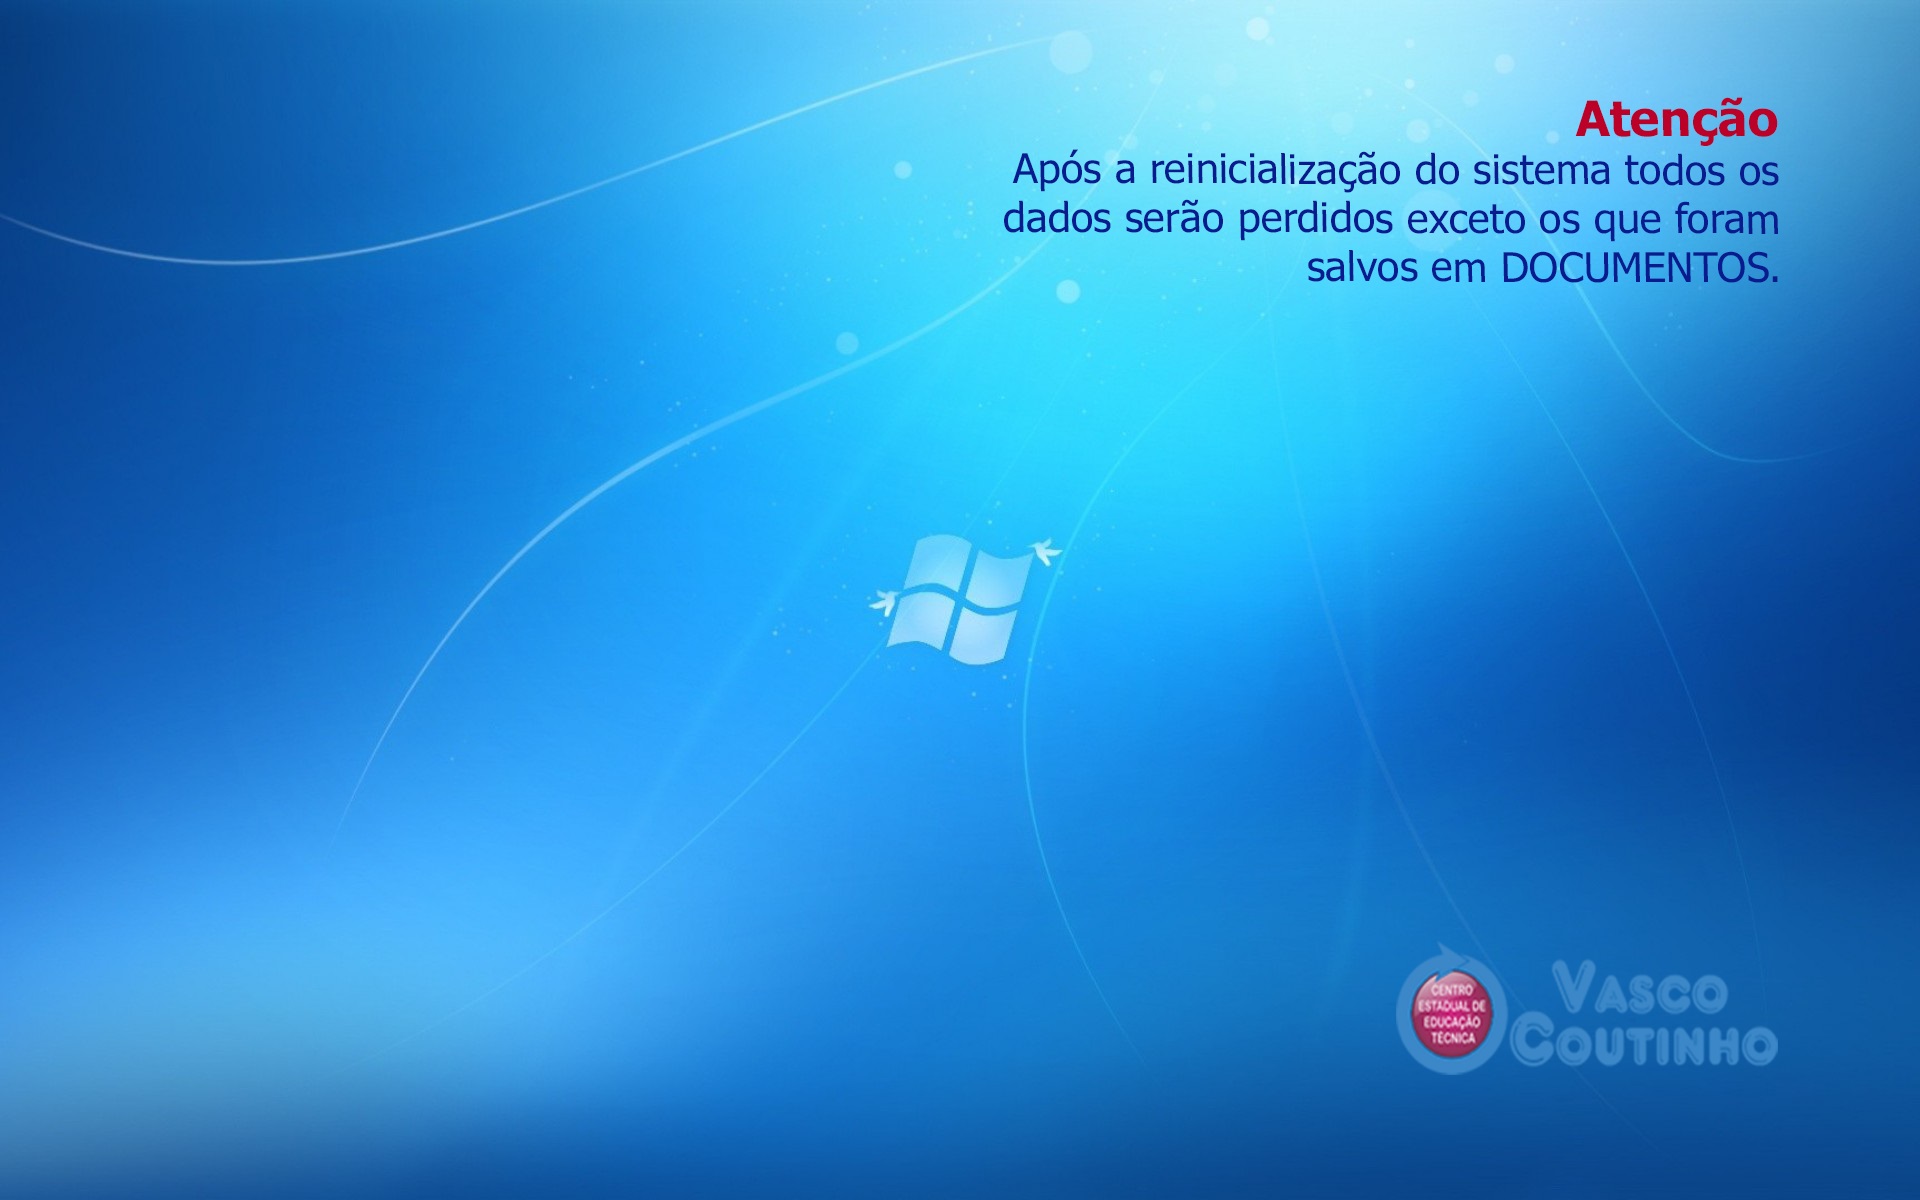 Atenção
Após a reinicialização do sistema todos os
dados serão perdidos exceto os que foram
salvos em DOCUMENTOS.
CENTRO
ESTADUAL DE
EDUCAÇÃO
TÉCNICA
VASCO
COUTINHO